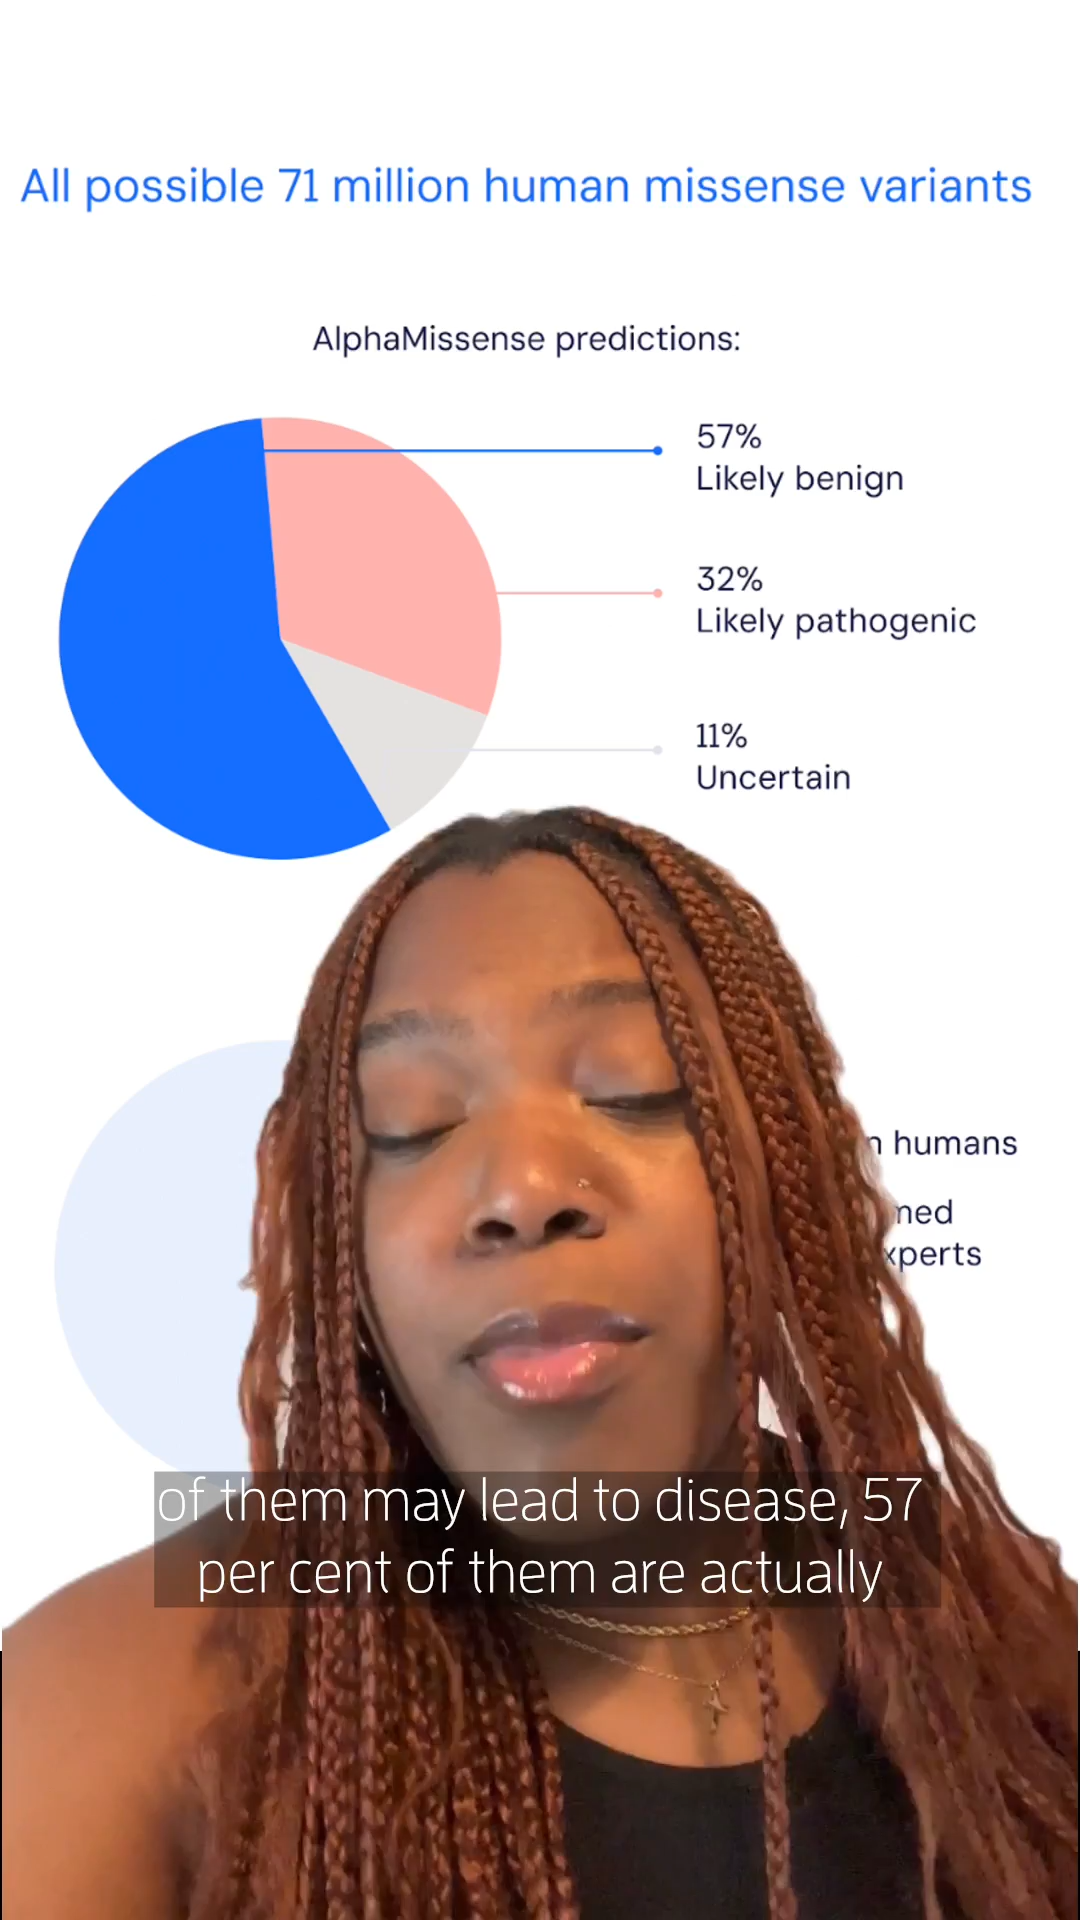 All possible 71 million human missense variants
AlphaMissense predictions:
57%
Likely benign
32%
Likely pathogenic
11%
Uncertain
humans
of them may lead to disease, 57
per cent of them are actually